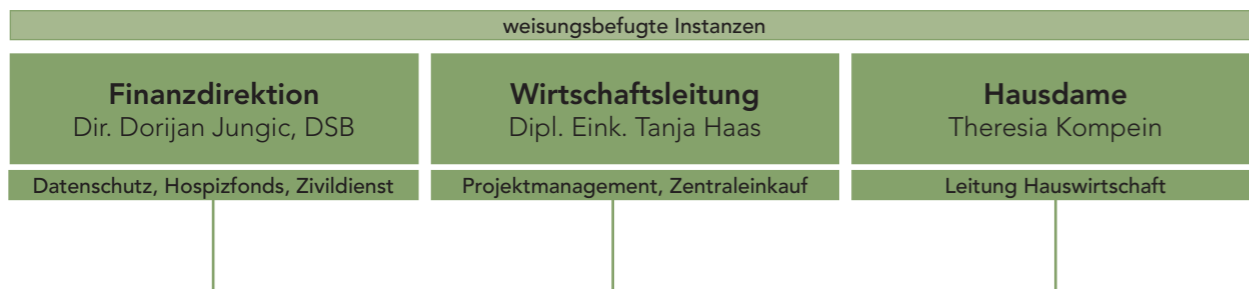 weisungsbefugte Instanzen
Finanzdirektion
Dir. Dorijan Jungic, DSB
Datenschutz, Hospizfonds, Zivildienst
Wirtschaftsleitung
Dipl. Eink. Tanja Haas
Projektmanagement, Zentraleinkauf
Hausdame
Theresia Kompein
Leitung Hauswirtschaft